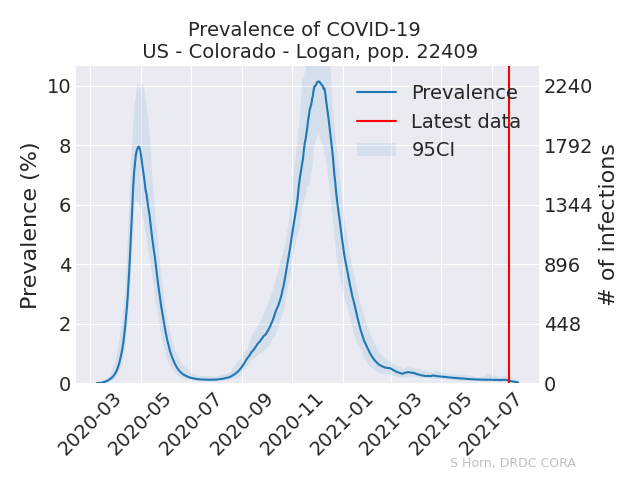 Prevalence of COVID-19
US - Colorado - Logan, pop. 22409
Prevalence (%)
10
8
6
4
2
0
Prevalence
Latest data
95CI
2240
1792
1344
896
448
0
# of infections
2020-03
2020-05
2020-07
2020-09
2020-11
2021-01
2021-03
2021-05
2021-07
S Horn, DRDC CORA